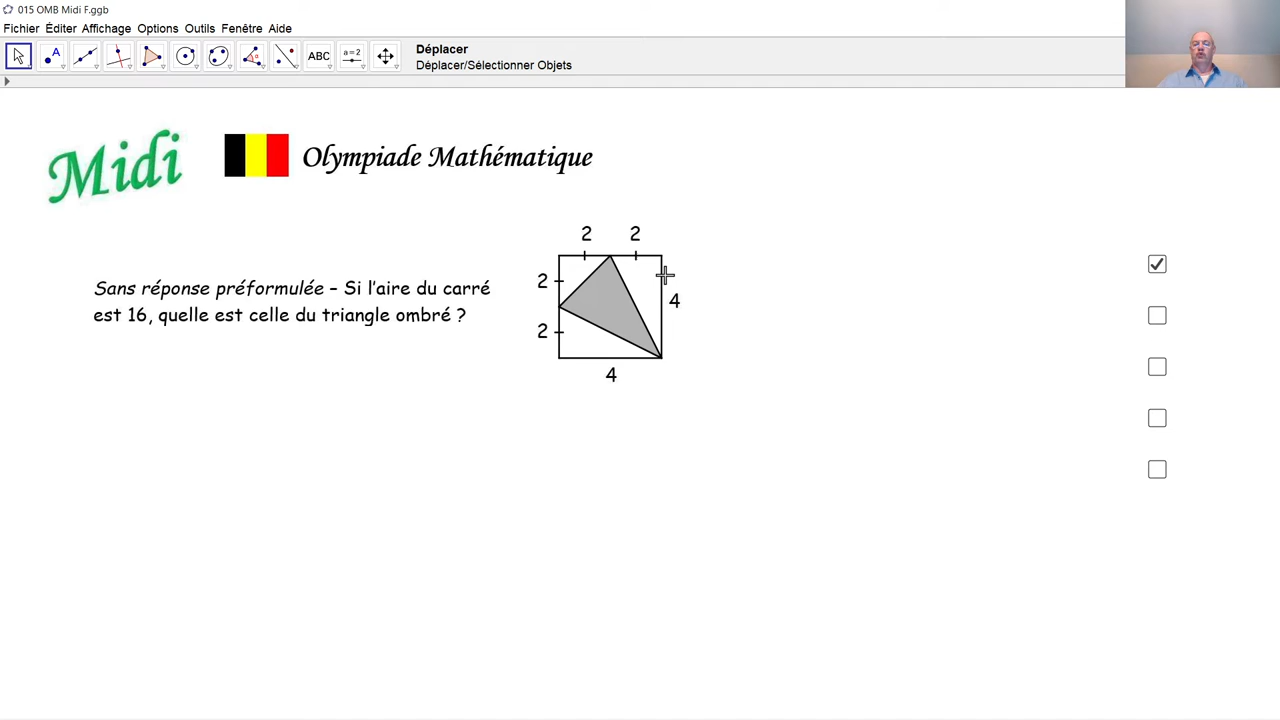 015 OMB Midi F.ggb
Fichier Éditer Affichage Options Outils Fenêtre Aide
A
α
ABC
a=2
Déplacer
Déplacer/Sélectionner Objets
Midi
Olympiade Mathématique
2 2
Sans réponse préformulée – Si l'aire du carré
est 16, quelle est celle du triangle ombré ?
2
4
2
4